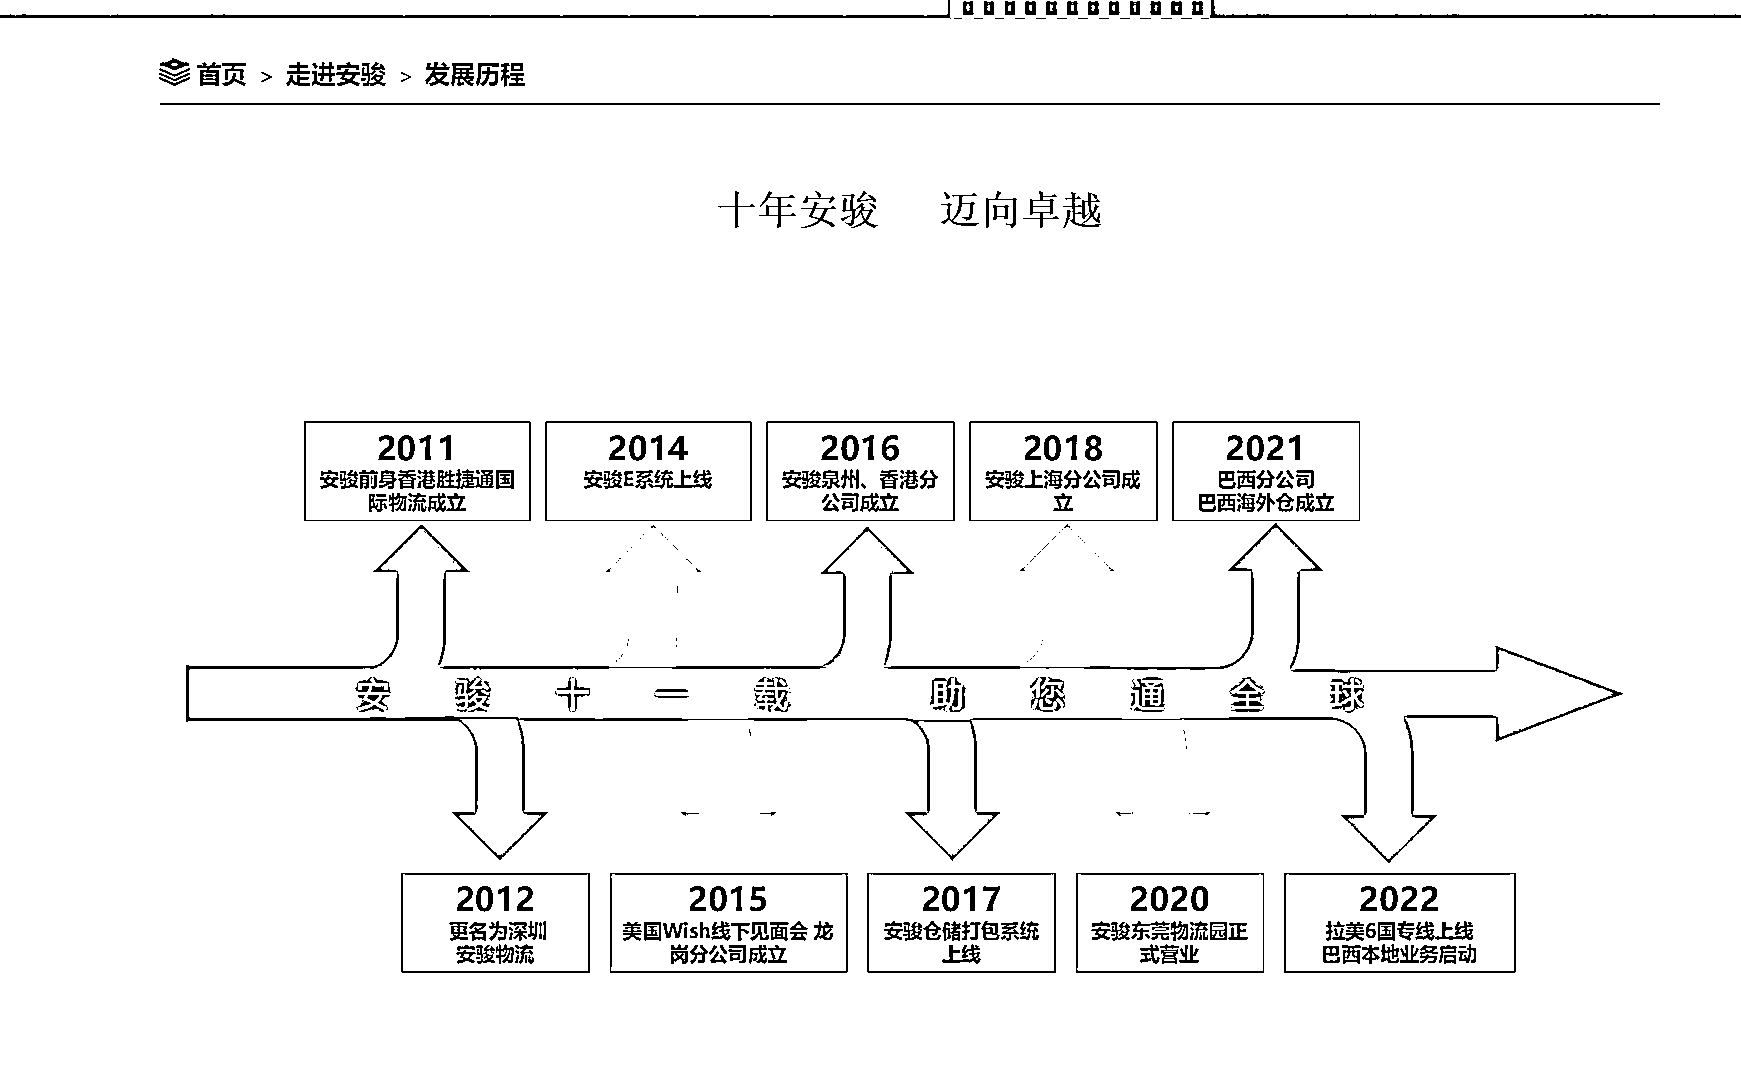 首页 > 走进安骏 > 发展历程
十年安骏 迈向卓越
2011
安骏前身香港胜捷通国
际物流成立
2014
安骏E系统上线
2016
安骏泉州、香港分
公司成立
2018
安骏上海分公司成
立
2021
巴西分公司
巴西海外仓成立
安骏十一载 助您通全球
2012
更名为深圳
安骏物流
2015
美国Wish线下见面会 龙
岗分公司成立
2017
安骏仓储打包系统
上线
2020
安骏东莞物流园正
式营业
2022
拉美6国专线上线
巴西本地业务启动